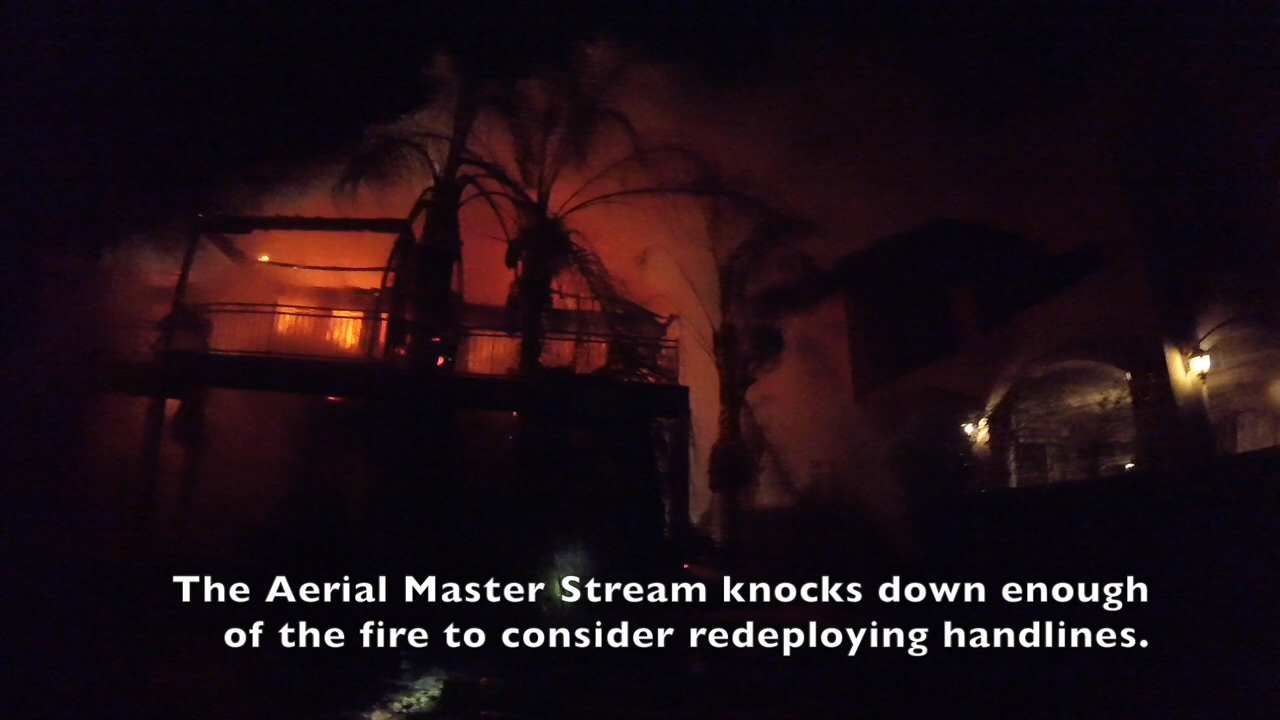 The Aerial Master Stream knocks down enough
of the fire to consider redeploying handlines.